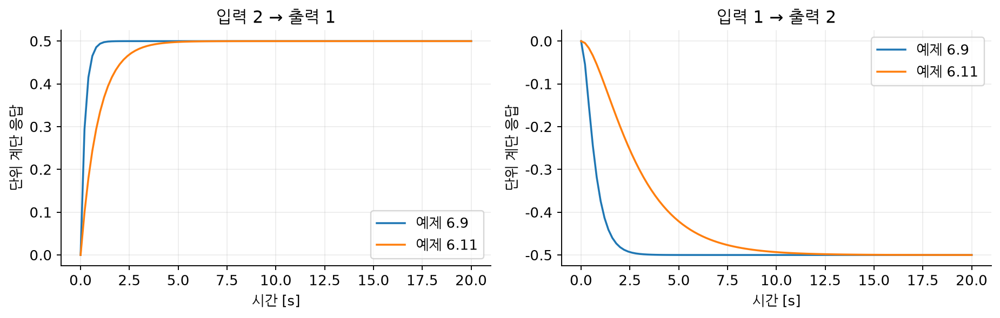 입력 2 → 출력 1
단위 계단 응답
0.5
0.4
0.3
0.2
0.1
0.0
예제 6.9
예제 6.11
0.0 2.5 5.0 7.5 10.0 12.5 15.0 17.5 20.0
시간 [s]
입력 1 → 출력 2
단위 계단 응답
0.0
-0.1
-0.2
-0.3
-0.4
-0.5
예제 6.9
예제 6.11
0.0 2.5 5.0 7.5 10.0 12.5 15.0 17.5 20.0
시간 [s]